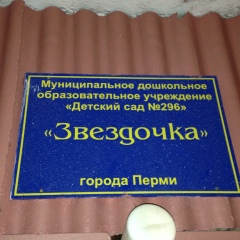 Муниципальное дошкольное
образовательное учреждение
«Детский сад №296»
«Звездочка»
города Перми